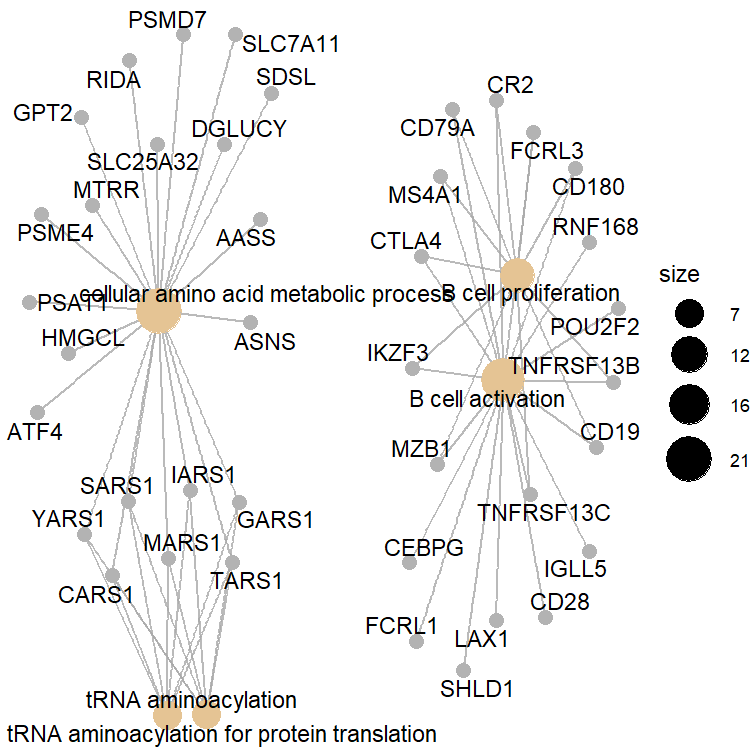 PSMD7
SLC7A11
RIDA
SDSL
GPT2
DGLUCY
SLC25A32
MTRR
PSME4
AASS
PSAT1
cellular amino acid metabolic process
HMGCL
ASNS
ATF4
SARS1
IARS1
YARS1
GARS1
MARS1
CARS1
TARS1
tRNA aminoacylation
tRNA aminoacylation for protein translation
CR2
CD79A
FCRL3
MS4A1
CD180
CTLA4
RNF168
B cell proliferation
POU2F2
IKZF3
TNFRSF13B
B cell activation
CD19
MZB1
TNFRSF13C
CEBPG
IGLL5
CD28
FCRL1
LAX1
SHLD1
size
7
12
16
21